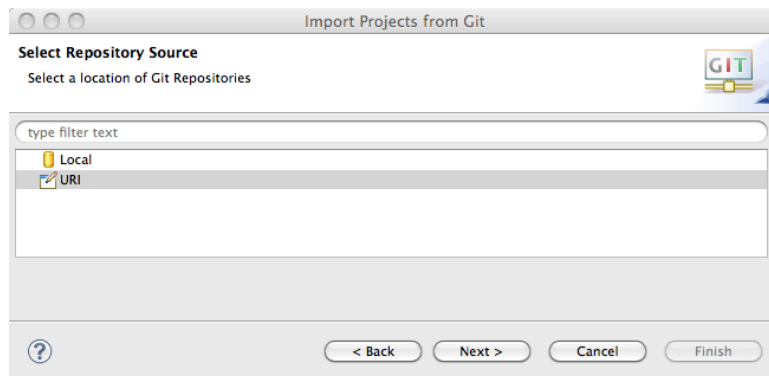 Import Projects from Git
Select Repository Source
Select a location of Git Repositories
GIT
type filter text
Local
URI
?
< Back Next > Cancel Finish